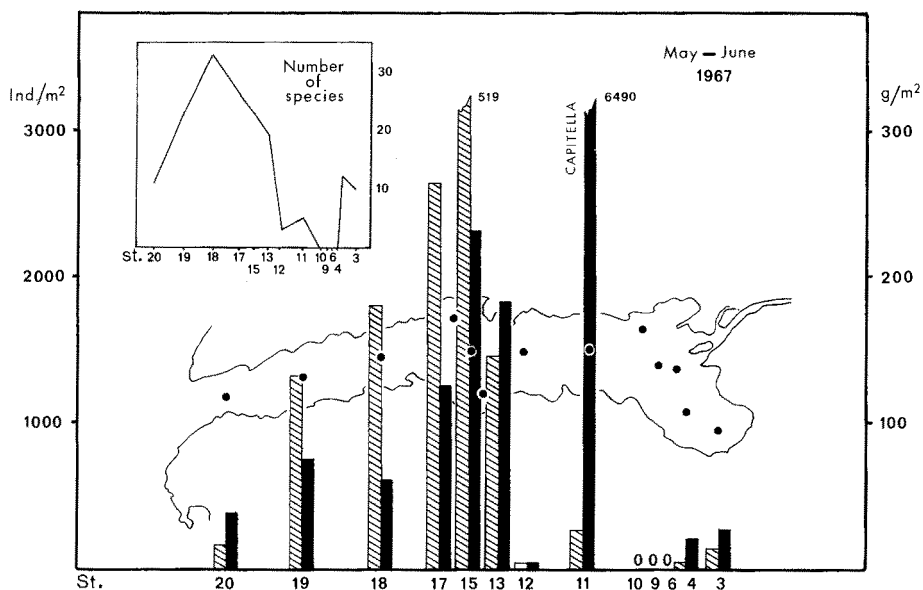 May – June
1967
Ind/m² g/m²
3000 300
2000 200
1000 100
Number
of
species
30
20
10
St. 20 19 18 17 13 11 10 6 3
15 12 9 4
519
6490
CAPITELLA
0 0 0
St. 20 19 18 17 15 13 12 11 10 9 6 4 3